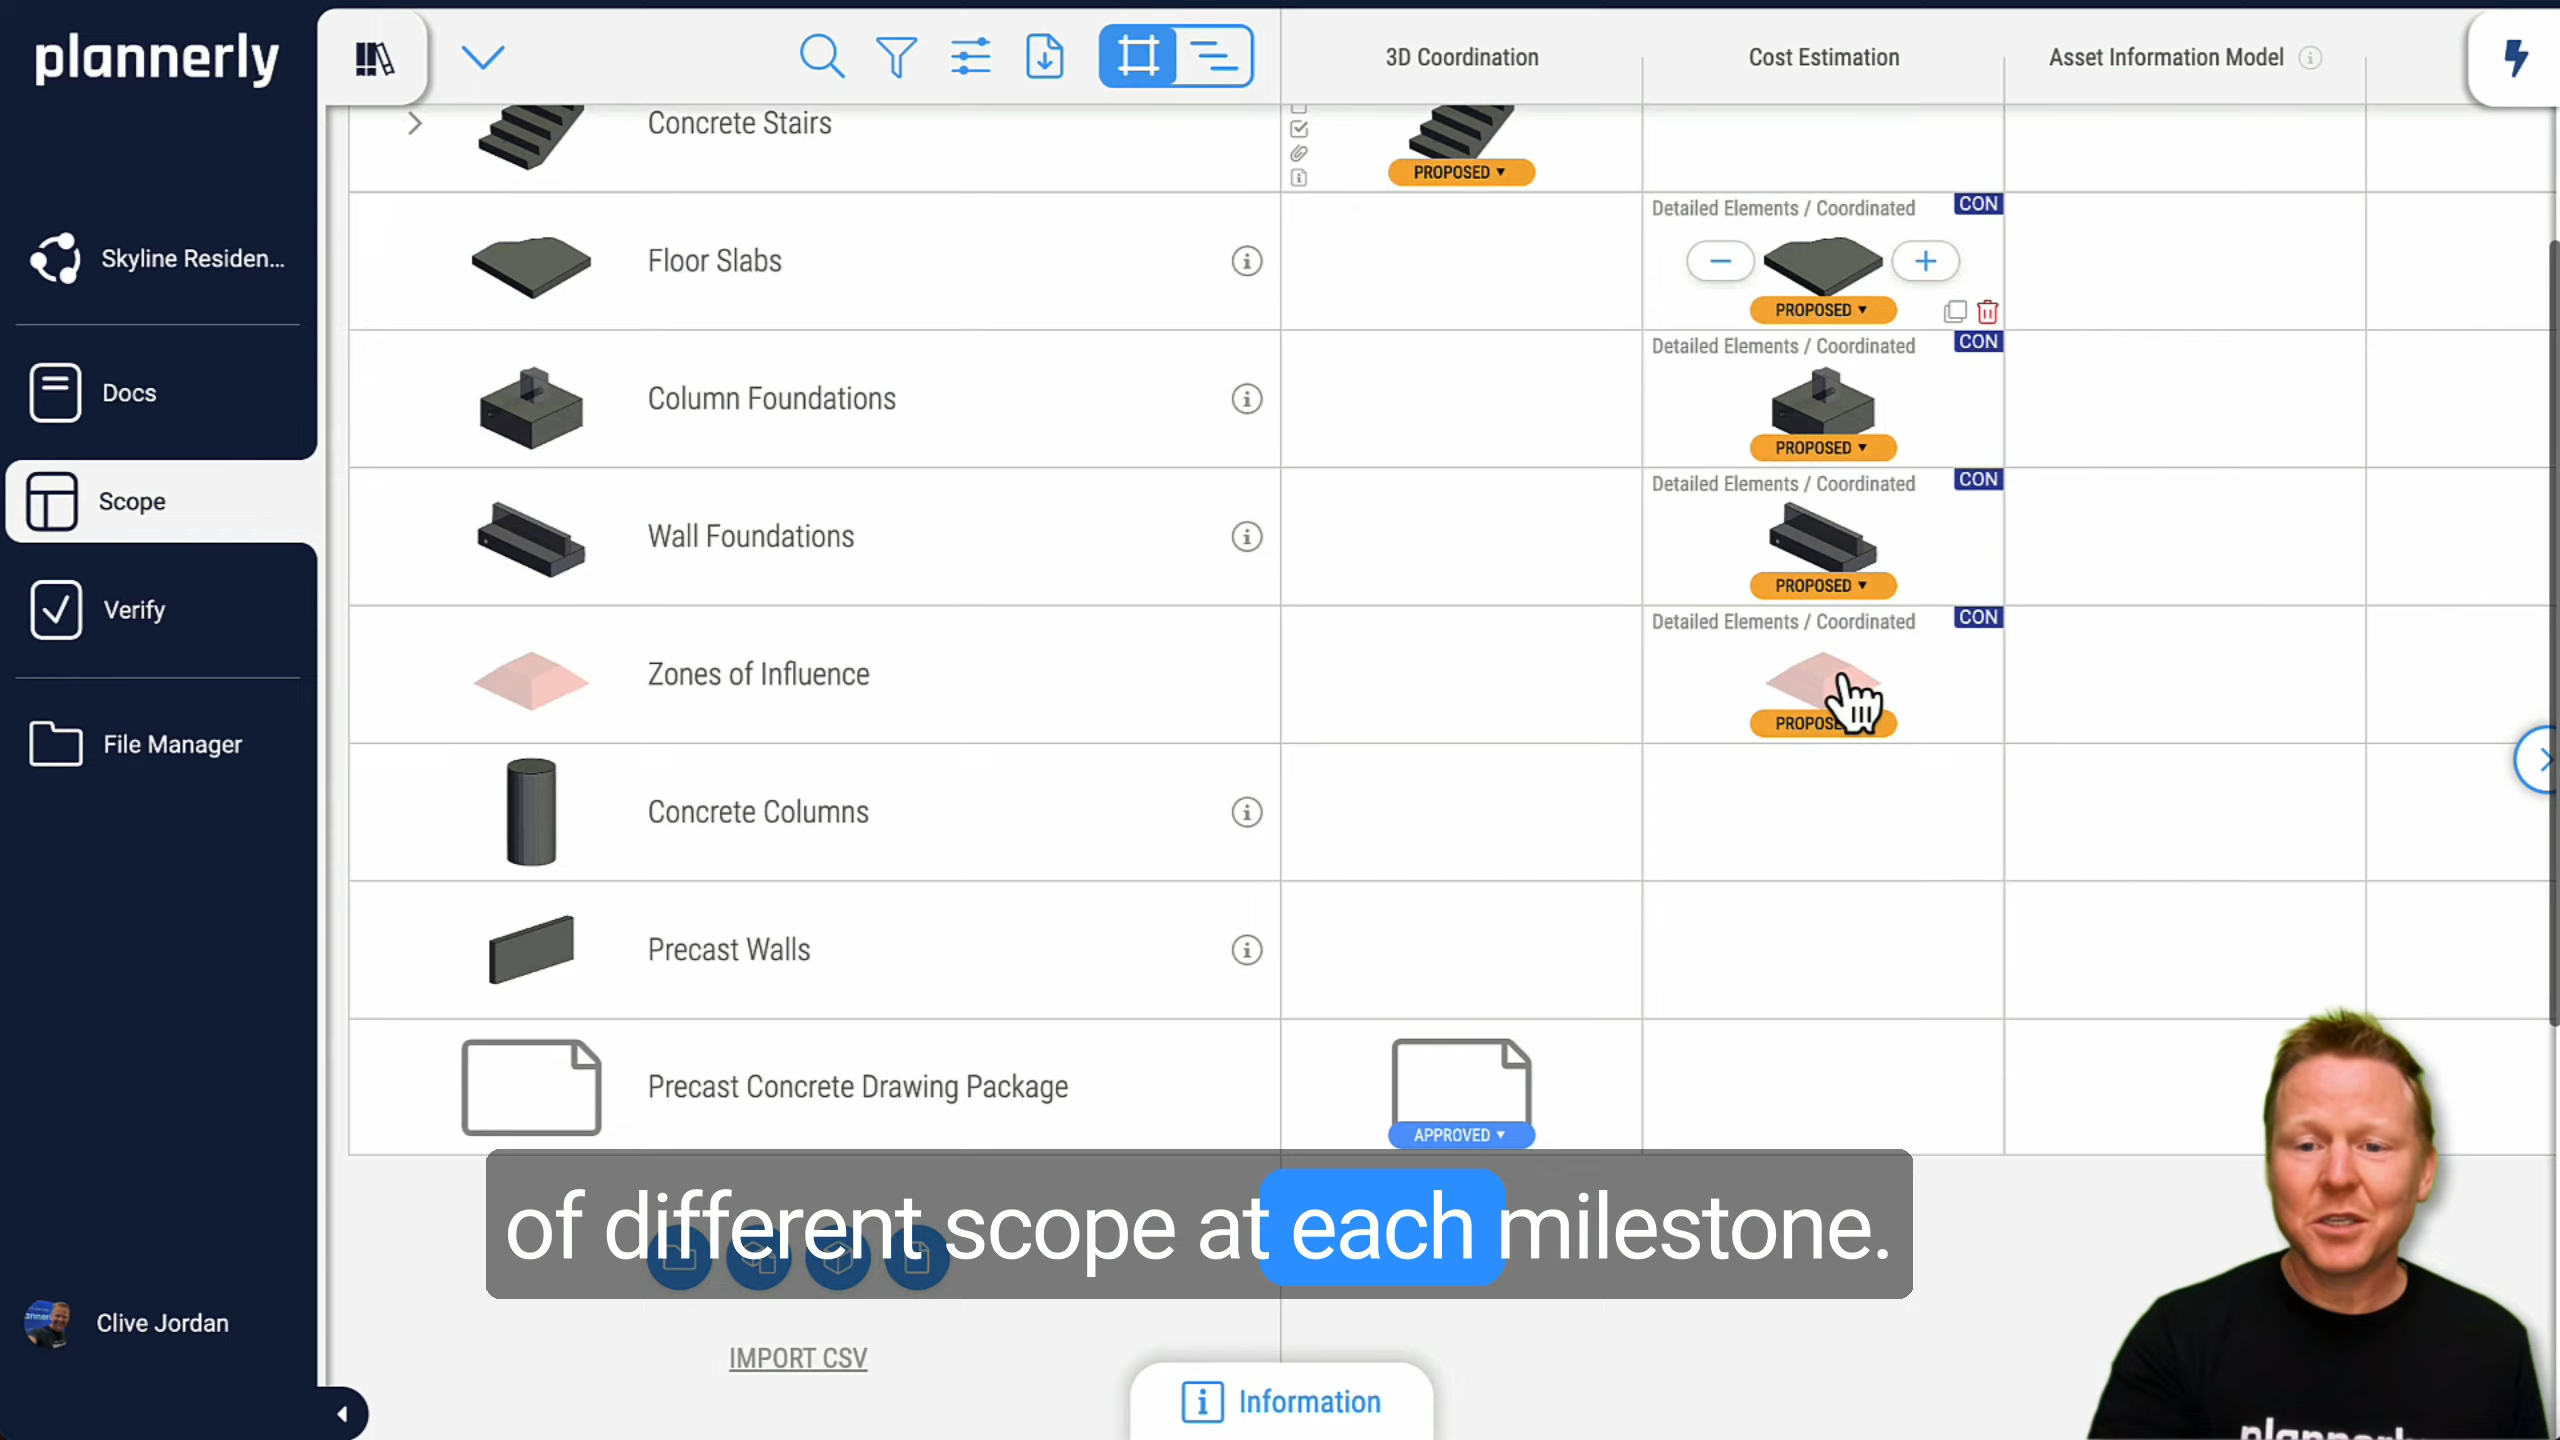 plannerly
3D Coordination
Cost Estimation
Asset Information Model
Concrete Stairs
PROPOSED
Skyline Residen...
Floor Slabs
Detailed Elements / Coordinated
CON
PROPOSED
Docs
Column Foundations
Detailed Elements / Coordinated
CON
PROPOSED
Scope
Wall Foundations
Detailed Elements / Coordinated
CON
PROPOSED
Verify
Zones of Influence
Detailed Elements / Coordinated
CON
File Manager
Concrete Columns
Precast Walls
Precast Concrete Drawing Package
APPROVED
of different scope at each milestone.
Clive Jordan
IMPORT CSV
Information